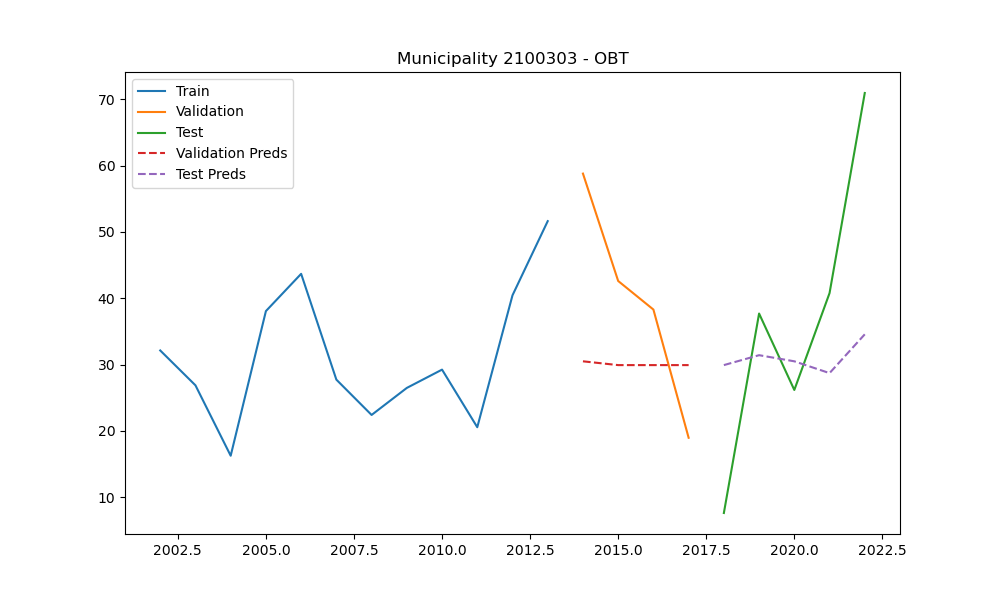 Municipality 2100303 - OBT
Train
Validation
Test
Validation Preds
Test Preds
70
60
50
40
30
20
10
2002.5 2005.0 2007.5 2010.0 2012.5 2015.0 2017.5 2020.0 2022.5